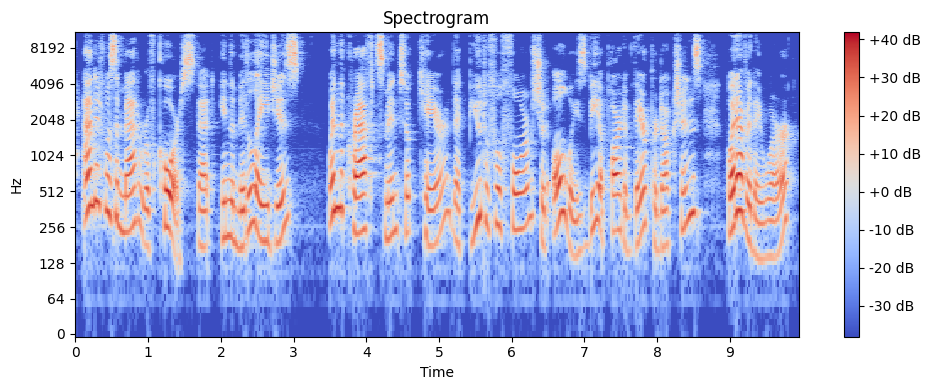 Spectrogram
8192
4096
2048
1024
512
256
128
64
0
Hz
0 1 2 3 4 5 6 7 8 9
Time
+40 dB
+30 dB
+20 dB
+10 dB
+0 dB
-10 dB
-20 dB
-30 dB